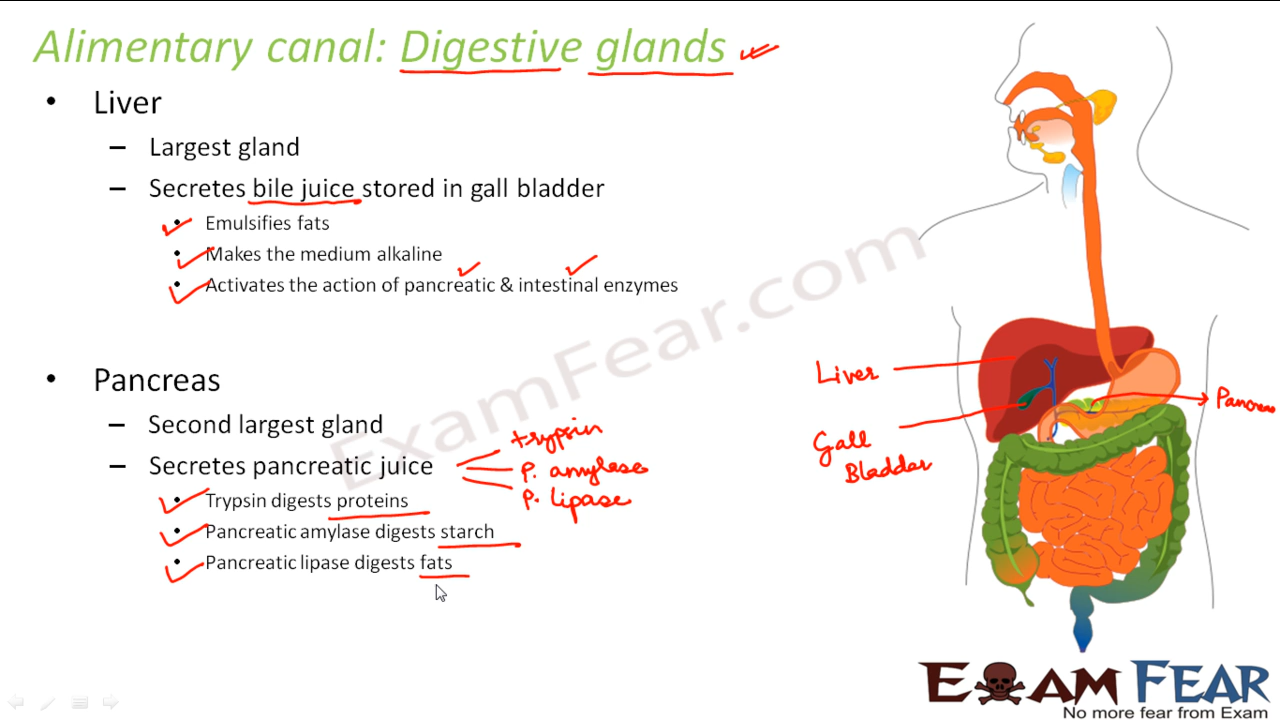 Alimentary canal: Digestive glands
• Liver
– Largest gland
– Secretes bile juice stored in gall bladder
• Emulsifies fats
• Makes the medium alkaline
• Activates the action of pancreatic & intestinal enzymes
• Pancreas
– Second largest gland
– Secretes pancreatic juice
trypsin
p. amylase
p. lipase
• Trypsin digests proteins
• Pancreatic amylase digests starch
• Pancreatic lipase digests fats
Liver
Gall
Bladder
Pancreas
ExamFear.com
EXAM FEAR
No more fear from Exam